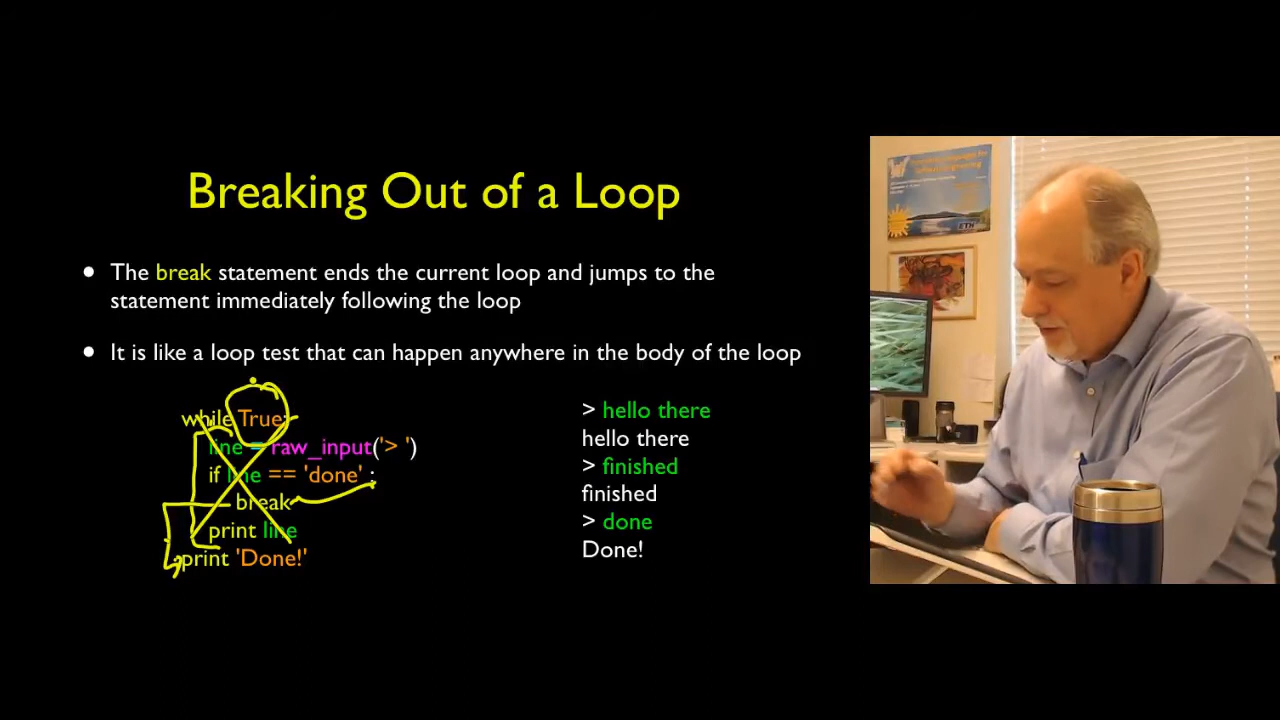 Breaking Out of a Loop
• The break statement ends the current loop and jumps to the
statement immediately following the loop
• It is like a loop test that can happen anywhere in the body of the loop
while True:
line = raw_input('> ')
if line == 'done' :
break
print line
print 'Done!'
> hello there
hello there
> finished
finished
> done
Done!
ETH